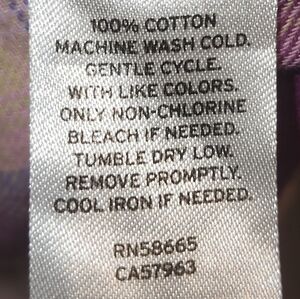 100% COTTON
MACHINE WASH COLD.
GENTLE CYCLE.
WITH LIKE COLORS.
ONLY NON-CHLORINE
BLEACH IF NEEDED.
TUMBLE DRY LOW.
REMOVE PROMPTLY.
COOL IRON IF NEEDED.
RN58665
CA57963